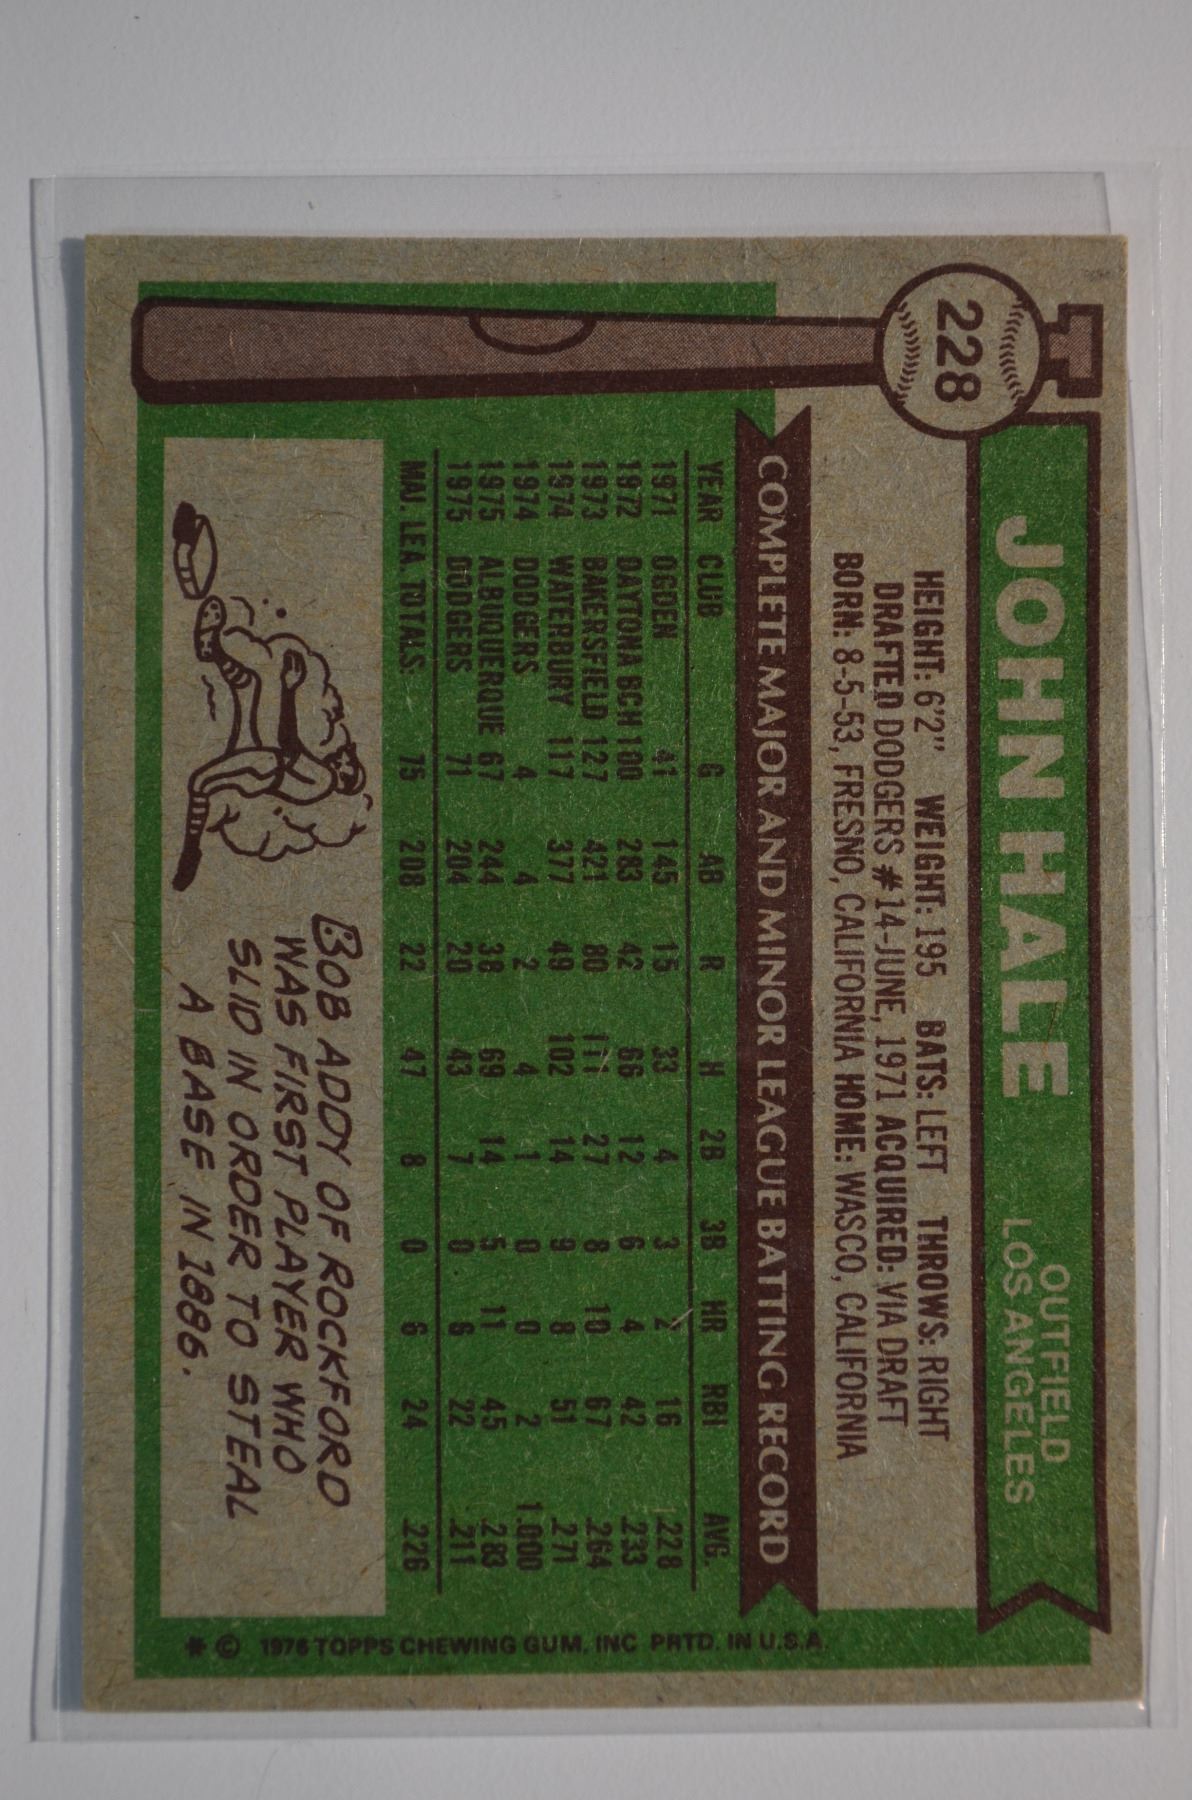 228
JOHN HALE
OUTFIELD
LOS ANGELES
HEIGHT: 6'2" WEIGHT: 195 BATS: LEFT THROWS: RIGHT
DRAFTED DODGERS #14-JUNE, 1971 ACQUIRED: VIA DRAFT
BORN: 8-5-53, FRESNO, CALIFORNIA HOME: WASCO, CALIFORNIA
COMPLETE MAJOR AND MINOR LEAGUE BATTING RECORD
YEAR CLUB G AB R H 2B 3B HR RBI AVG.
1971 OGDEN 41 145 15 33 4 3 2 16 .228
1972 DAYTONA BCH 100 283 42 66 12 6 4 42 .233
1973 BAKERSFIELD 127 421 80 111 27 8 10 67 .264
1974 WATERBURY 117 377 49 102 14 9 8 51 .271
1974 DODGERS 4 4 2 4 1 0 0 2 1.000
1975 ALBUQUERQUE 67 244 38 69 14 5 11 45 .283
1975 DODGERS 71 204 20 43 7 0 6 22 .211
MAJ. LEA. TOTALS: 75 208 22 47 8 0 6 24 .226
BOB ADDY OF ROCKFORD
WAS FIRST PLAYER WHO
SLID IN ORDER TO STEAL
A BASE IN 1886.
* © 1976 TOPPS CHEWING GUM, INC PRTD. IN U.S.A.